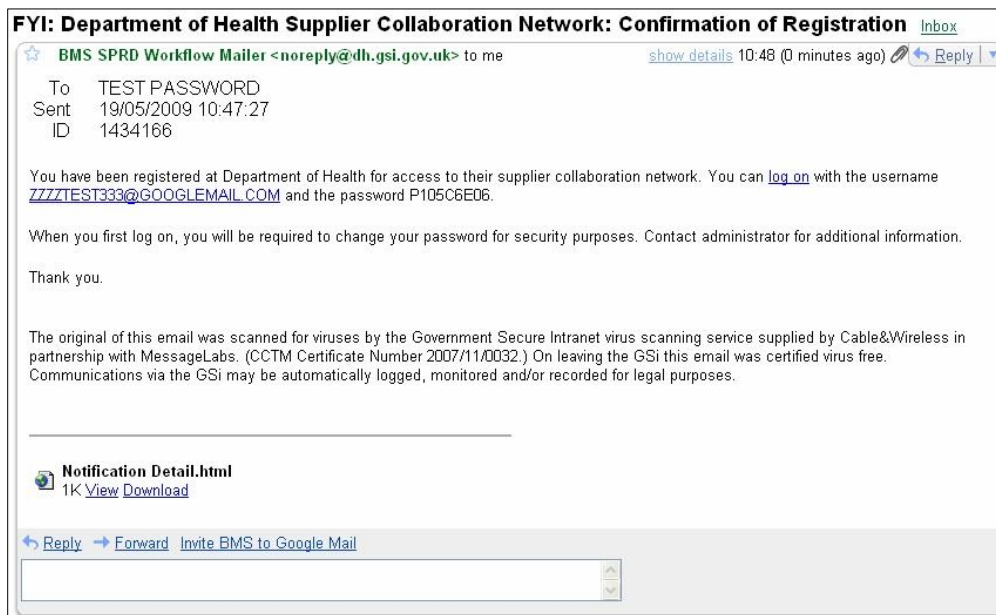 FYI: Department of Health Supplier Collaboration Network: Confirmation of Registration Inbox
BMS SPRD Workflow Mailer <noreply@dh.gsi.gov.uk> to me show details 10:48 (0 minutes ago) Reply
To TEST PASSWORD
Sent 19/05/2009 10:47:27
ID 1434166
You have been registered at Department of Health for access to their supplier collaboration network. You can log on with the username
ZZZZTEST333@GOOGLEMAIL.COM and the password P105C6E06.
When you first log on, you will be required to change your password for security purposes. Contact administrator for additional information.
Thank you.
The original of this email was scanned for viruses by the Government Secure Intranet virus scanning service supplied by Cable&Wireless in
partnership with MessageLabs. (CCTM Certificate Number 2007/11/0032.) On leaving the GSi this email was certified virus free.
Communications via the GSi may be automatically logged, monitored and/or recorded for legal purposes.
Notification Detail.html
1K View Download
Reply Forward Invite BMS to Google Mail